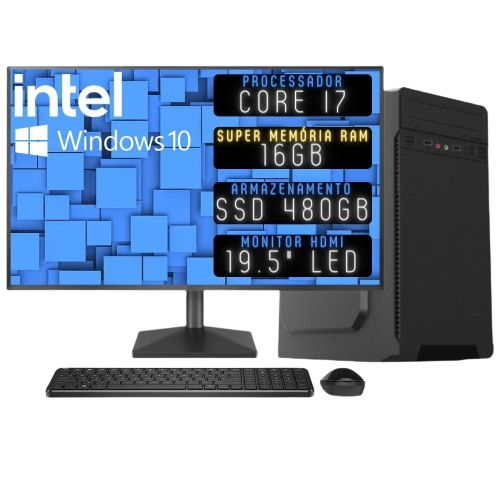 intel
Windows 10
PROCESSADOR
CORE I7
SUPER MEMÓRIA RAM
16GB
ARMAZENAMENTO
SSD 480GB
MONITOR HDMI
19.5" LED